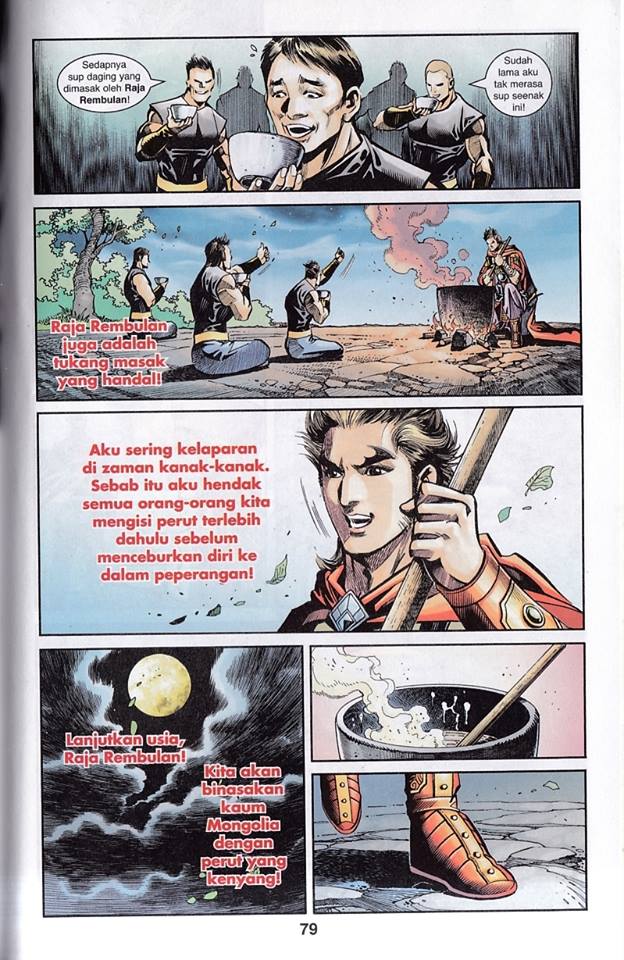 Sedapnya
sup daging yang
dimasak oleh Raja
Rembulan!
Sudah
lama aku
tak merasa
sup seenak
ini!
Raja Rembulan
juga adalah
tukang masak
yang handal!
Aku sering kelaparan
di zaman kanak-kanak.
Sebab itu aku hendak
semua orang-orang kita
mengisi perut terlebih
dahulu sebelum
menceburkan diri ke
dalam peperangan!
Lanjutkan usia,
Raja Rembulan!
Kita akan
binasakan
kaum
Mongolia
dengan
perut yang
kenyang!
79